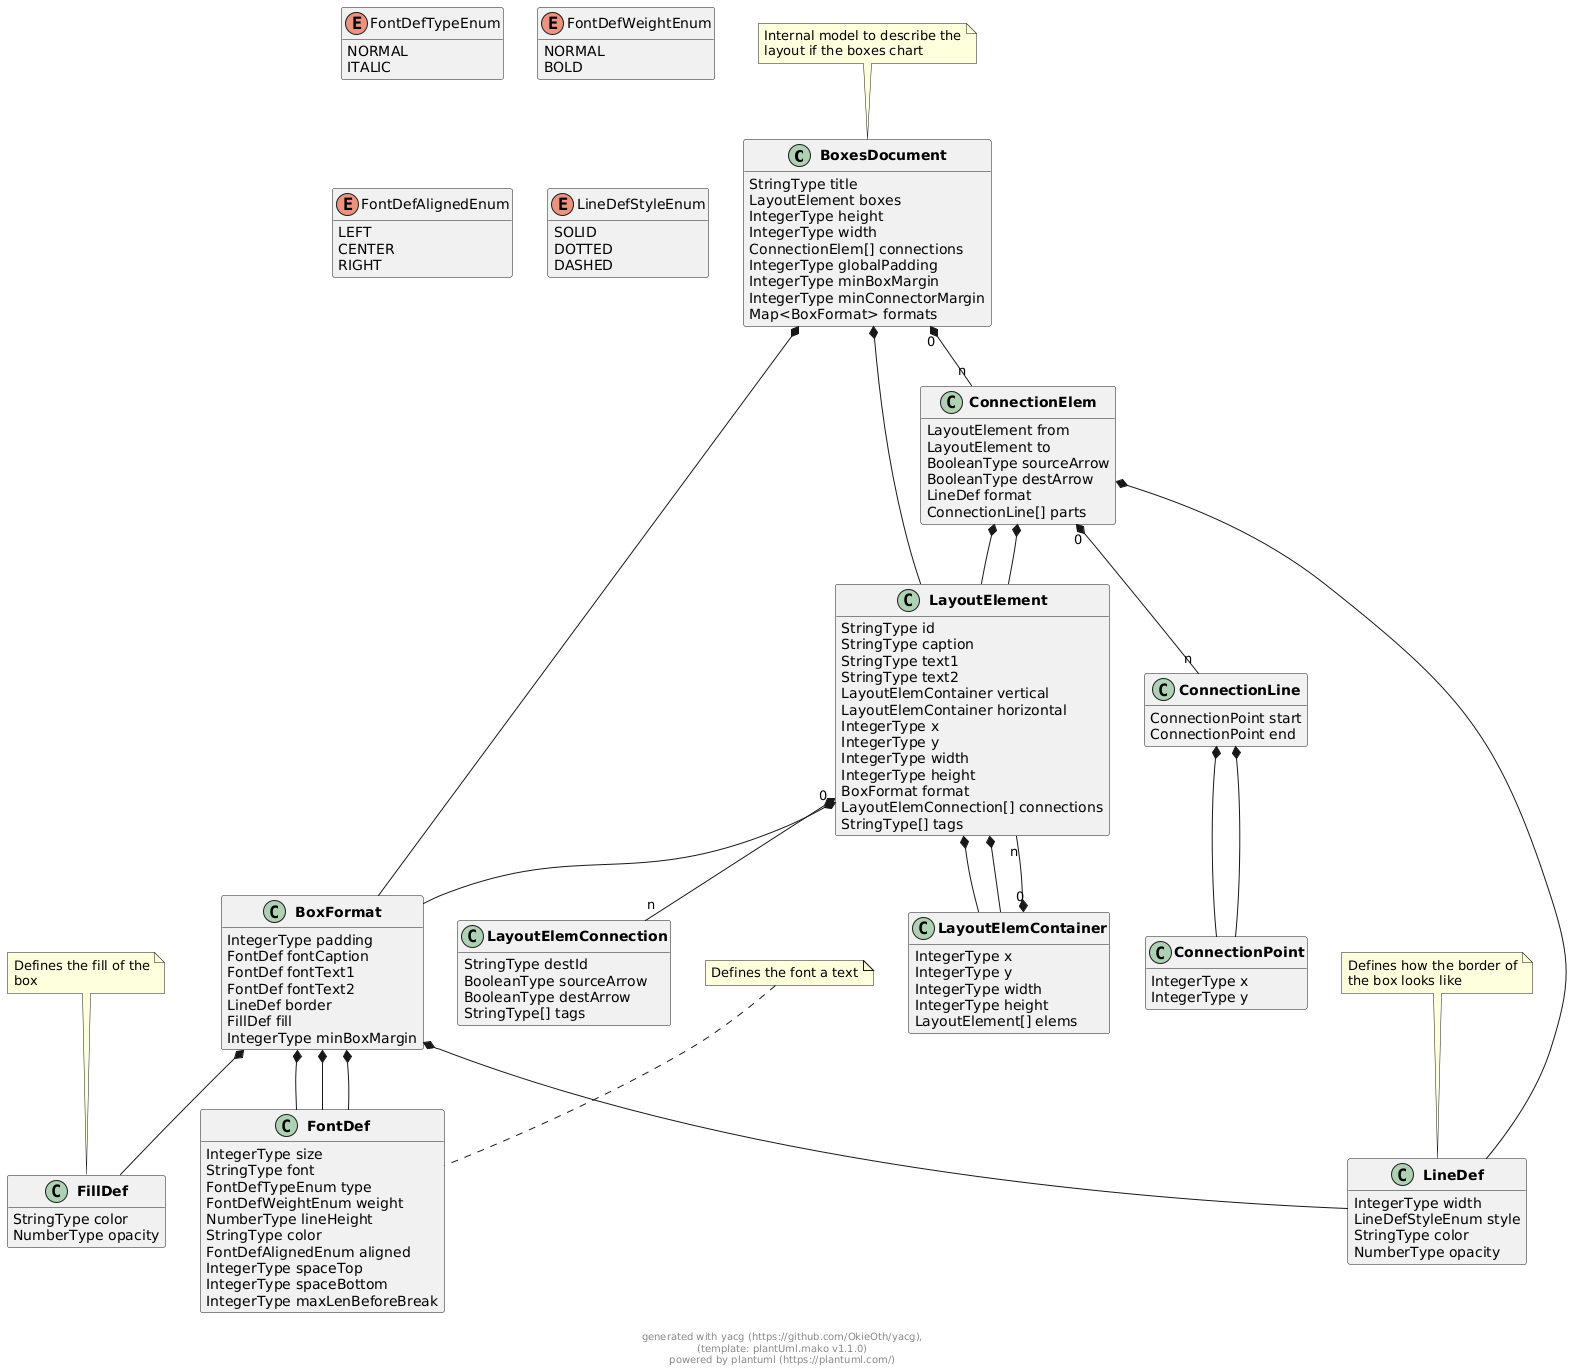 E FontDefTypeEnum
NORMAL
ITALIC
E FontDefWeightEnum
NORMAL
BOLD
Internal model to describe the
layout if the boxes chart
C BoxesDocument
StringType title
LayoutElement boxes
IntegerType height
IntegerType width
ConnectionElem[] connections
IntegerType globalPadding
IntegerType minBoxMargin
IntegerType minConnectorMargin
Map<BoxFormat> formats
E FontDefAlignedEnum
LEFT
CENTER
RIGHT
E LineDefStyleEnum
SOLID
DOTTED
DASHED
0
n
C ConnectionElem
LayoutElement from
LayoutElement to
BooleanType sourceArrow
BooleanType destArrow
LineDef format
ConnectionLine[] parts
0
n
C LayoutElement
StringType id
StringType caption
StringType text1
StringType text2
LayoutElemContainer vertical
LayoutElemContainer horizontal
IntegerType x
IntegerType y
IntegerType width
IntegerType height
BoxFormat format
LayoutElemConnection[] connections
StringType[] tags
C ConnectionLine
ConnectionPoint start
ConnectionPoint end
0
n
n
0
C BoxFormat
IntegerType padding
FontDef fontCaption
FontDef fontText1
FontDef fontText2
LineDef border
FillDef fill
IntegerType minBoxMargin
C LayoutElemConnection
StringType destId
BooleanType sourceArrow
BooleanType destArrow
StringType[] tags
C LayoutElemContainer
IntegerType x
IntegerType y
IntegerType width
IntegerType height
LayoutElement[] elems
C ConnectionPoint
IntegerType x
IntegerType y
Defines the fill of the
box
Defines the font a text
Defines how the border of
the box looks like
C FillDef
StringType color
NumberType opacity
C FontDef
IntegerType size
StringType font
FontDefTypeEnum type
FontDefWeightEnum weight
NumberType lineHeight
StringType color
FontDefAlignedEnum aligned
IntegerType spaceTop
IntegerType spaceBottom
IntegerType maxLenBeforeBreak
C LineDef
IntegerType width
LineDefStyleEnum style
StringType color
NumberType opacity
generated with yacg (https://github.com/OkieOth/yacg),
(template: plantUml.mako v1.1.0)
powered by plantuml (https://plantuml.com/)